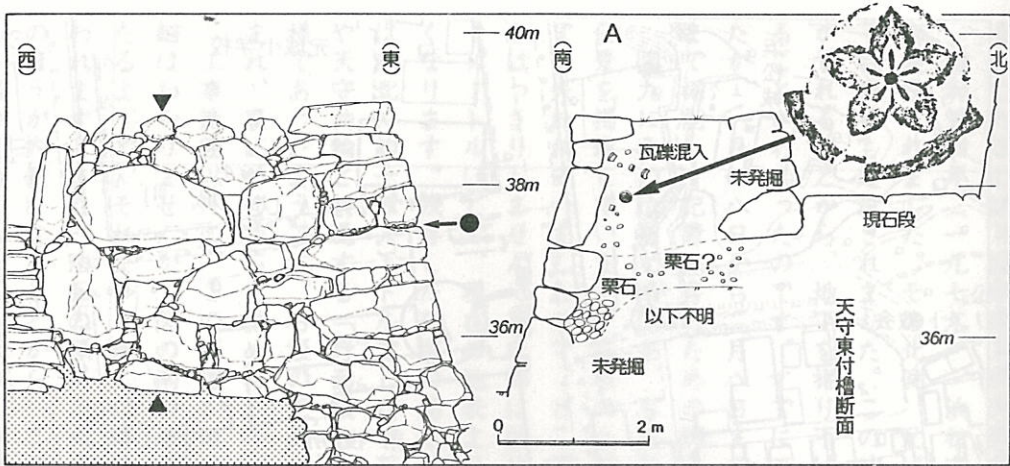 (西)
(東)
40m
38m
36m
(南)
A
(北)
瓦礫混入
未発掘
現石段
栗石?
栗石
以下不明
未発掘
36m
天守東付櫓断面
0
2 m